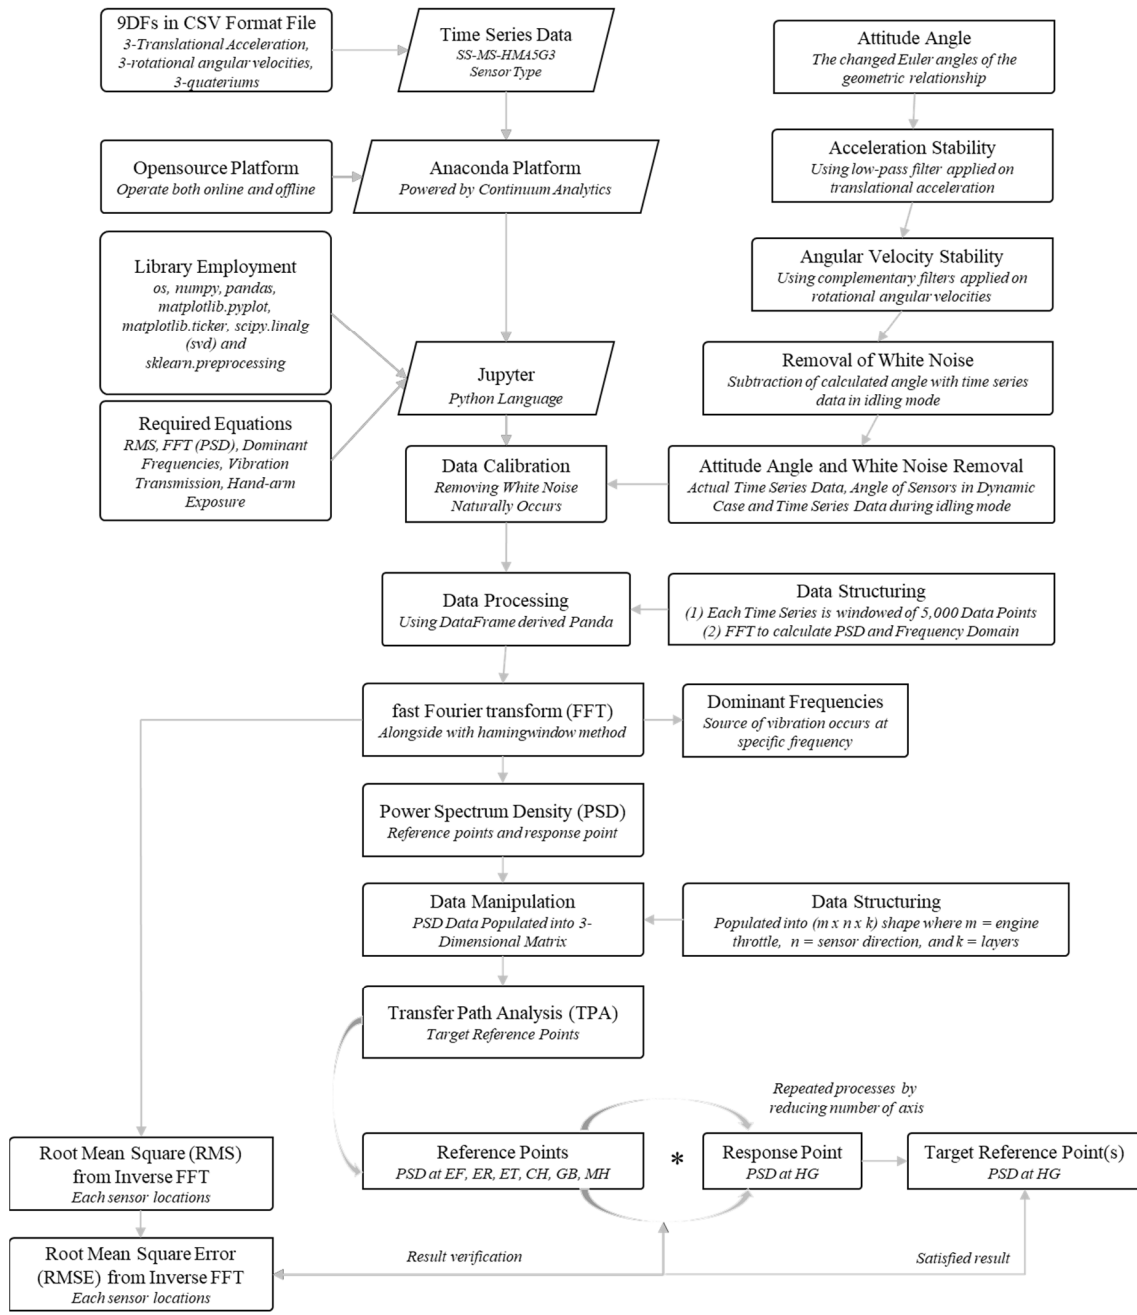 9DFs in CSV Format File
3-Translational Acceleration,
3-rotational angular velocities,
3-quateriums
Time Series Data
SS-MS-HMA5G3
Sensor Type
Attitude Angle
The changed Euler angles of the
geometric relationship
Opensource Platform
Operate both online and offline
Anaconda Platform
Powered by Continuum Analytics
Acceleration Stability
Using low-pass filter applied on
translational acceleration
Library Employment
os, numpy, pandas,
matplotlib.pyplot,
matplotlib.ticker, scipy.linalg
(svd) and
sklearn.preprocessing
Angular Velocity Stability
Using complementary filters applied on
rotational angular velocities
Jupyter
Python Language
Removal of White Noise
Subtraction of calculated angle with time series
data in idling mode
Required Equations
RMS, FFT (PSD), Dominant
Frequencies, Vibration
Transmission, Hand-arm
Exposure
Data Calibration
Removing White Noise
Naturally Occurs
Attitude Angle and White Noise Removal
Actual Time Series Data, Angle of Sensors in Dynamic
Case and Time Series Data during idling mode
Data Processing
Using DataFrame derived Panda
Data Structuring
(1) Each Time Series is windowed of 5,000 Data Points
(2) FFT to calculate PSD and Frequency Domain
fast Fourier transform (FFT)
Alongside with hamingwindow method
Dominant Frequencies
Source of vibration occurs at
specific frequency
Power Spectrum Density (PSD)
Reference points and response point
Data Manipulation
PSD Data Populated into 3-
Dimensional Matrix
Data Structuring
Populated into (m x n x k) shape where m = engine
throttle, n = sensor direction, and k = layers
Transfer Path Analysis (TPA)
Target Reference Points
Repeated processes by
reducing number of axis
Root Mean Square (RMS)
from Inverse FFT
Each sensor locations
Reference Points
PSD at EF, ER, ET, CH, GB, MH
*
Response Point
PSD at HG
Target Reference Point(s)
PSD at HG
Root Mean Square Error
(RMSE) from Inverse FFT
Each sensor locations
Result verification
Satisfied result